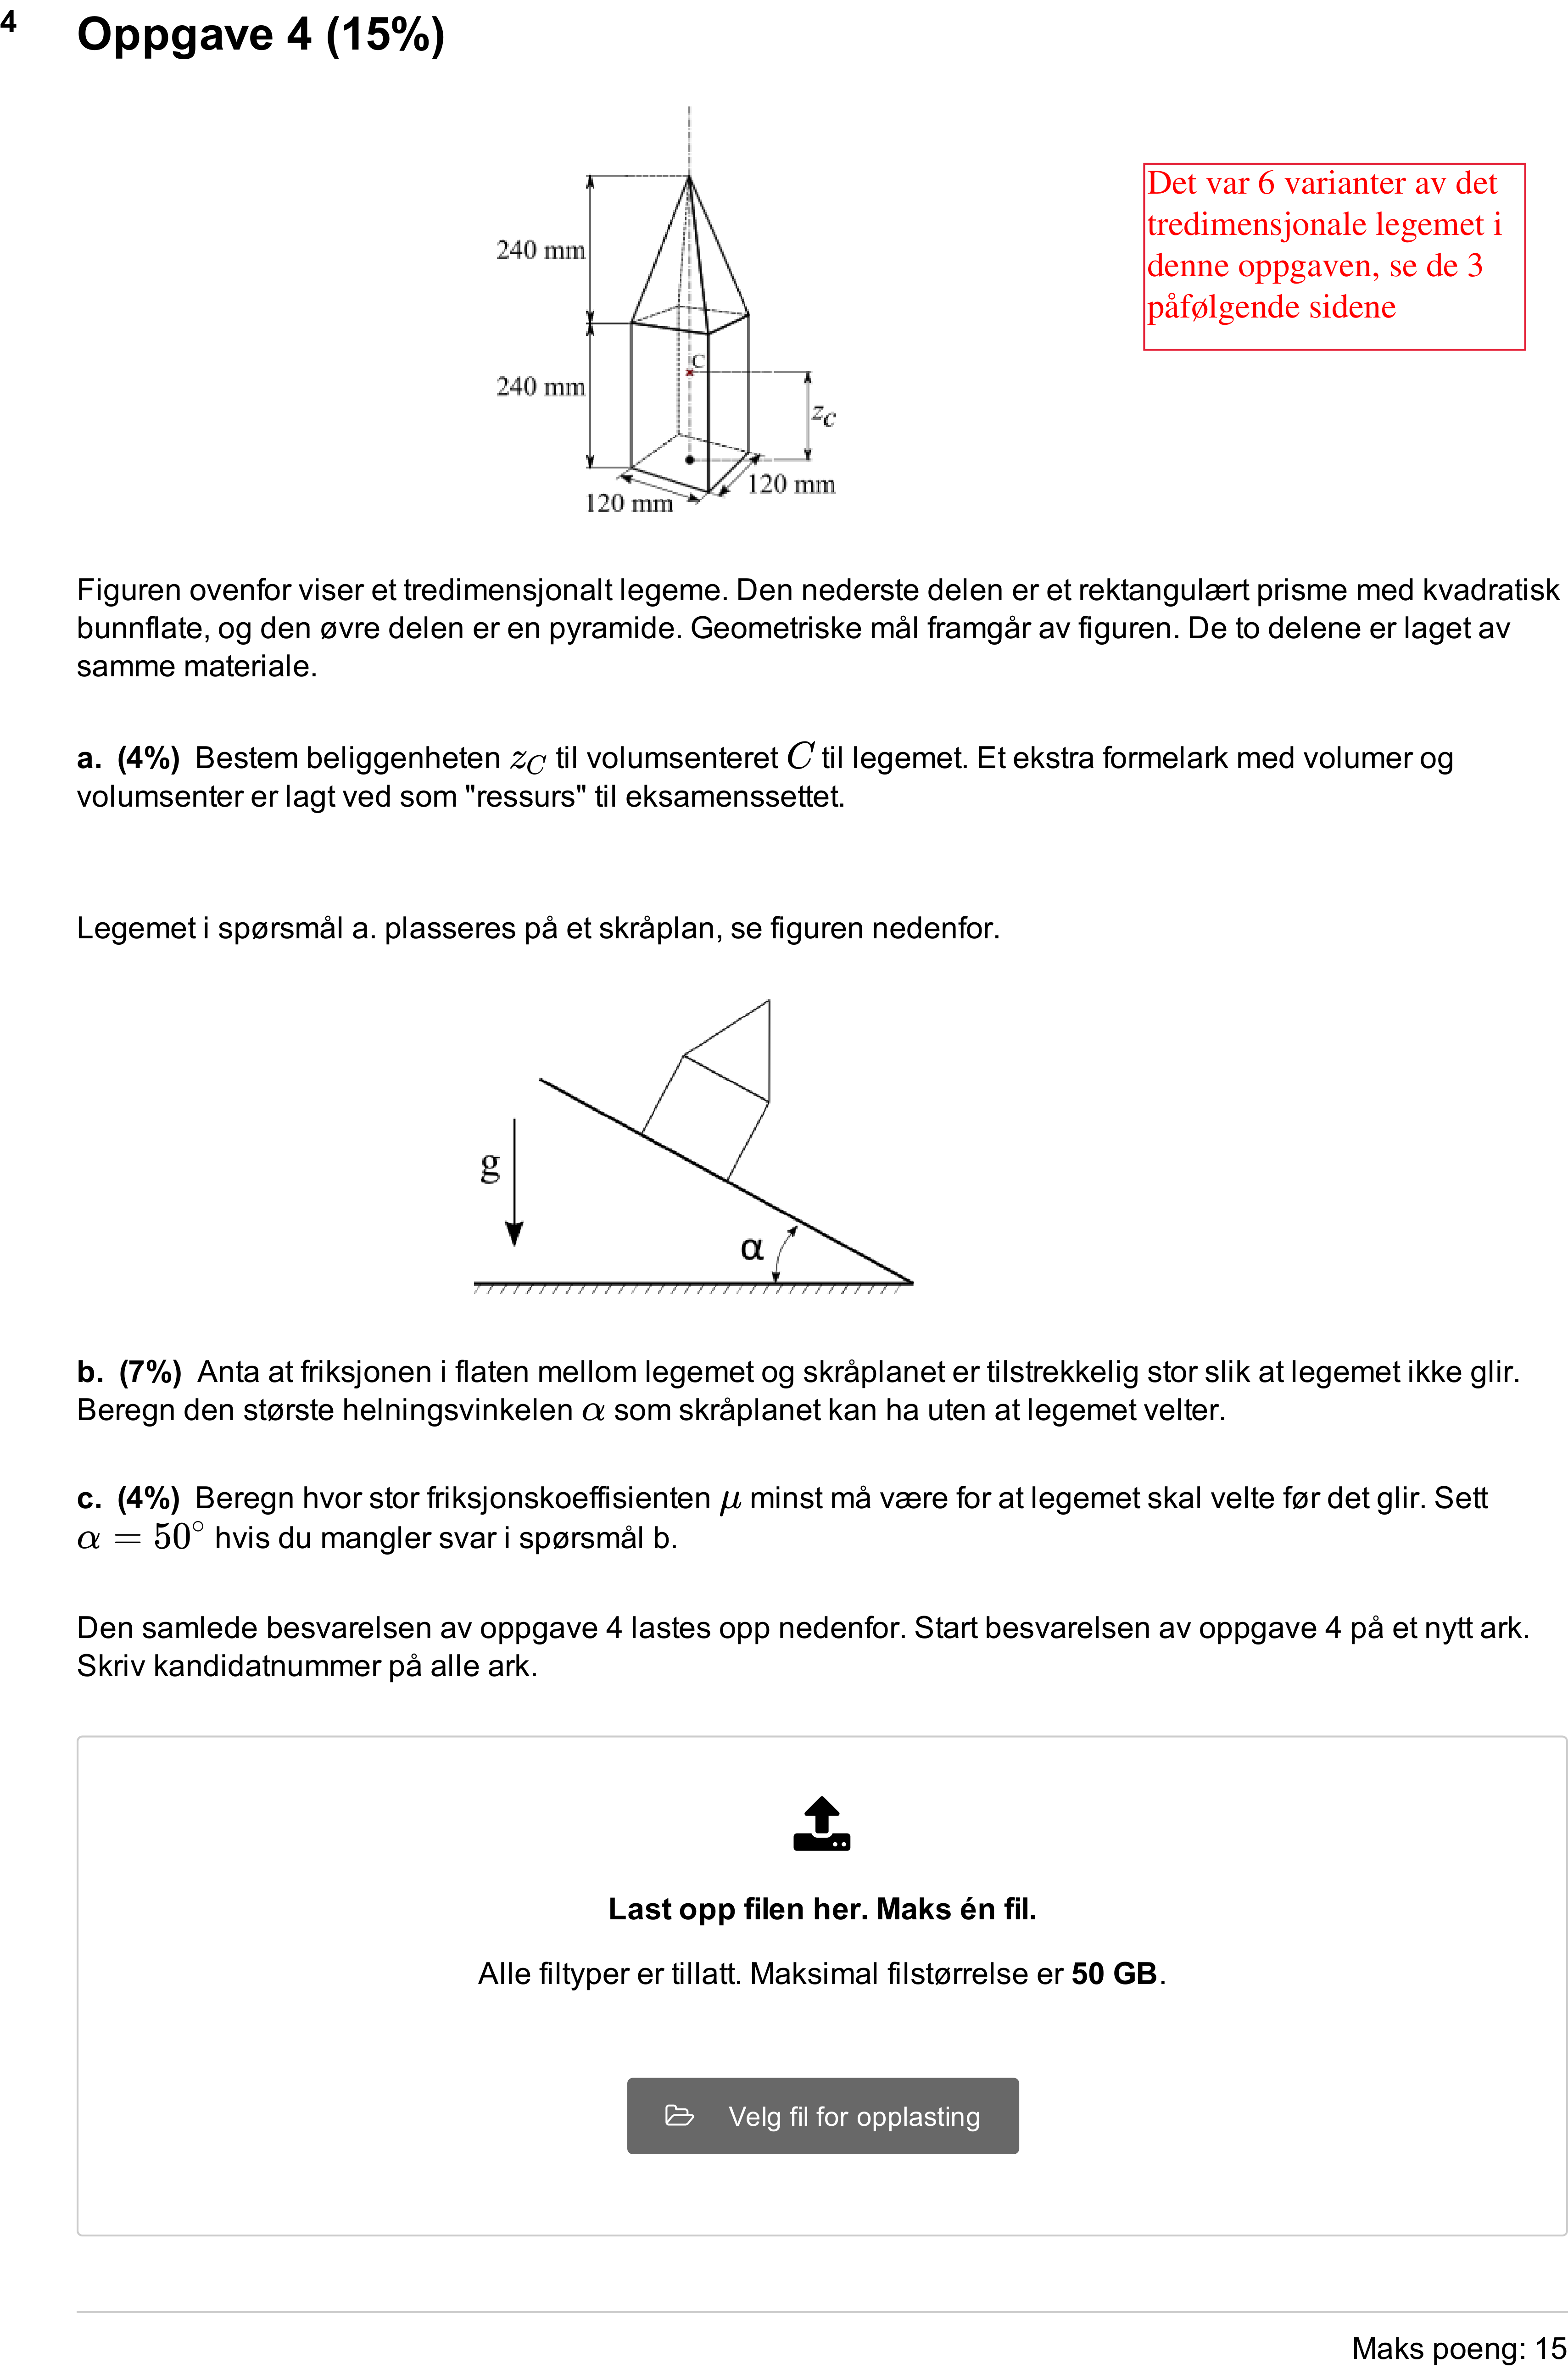 4
Oppgave 4 (15%)
Det var 6 varianter av det
tredimensjonale legemet i
denne oppgaven, se de 3
påfølgende sidene
240 mm
C
240 mm
z_C
120 mm
120 mm
Figuren ovenfor viser et tredimensjonalt legeme. Den nederste delen er et rektangulært prisme med kvadratisk
bunnflate, og den øvre delen er en pyramide. Geometriske mål framgår av figuren. De to delene er laget av
samme materiale.
a. (4%) Bestem beliggenheten z_C til volumsenteret C til legemet. Et ekstra formelark med volumer og
volumsenter er lagt ved som "ressurs" til eksamenssettet.
Legemet i spørsmål a. plasseres på et skråplan, se figuren nedenfor.
g
α
b. (7%) Anta at friksjonen i flaten mellom legemet og skråplanet er tilstrekkelig stor slik at legemet ikke glir.
Beregn den største helningsvinkelen α som skråplanet kan ha uten at legemet velter.
c. (4%) Beregn hvor stor friksjonskoeffisienten μ minst må være for at legemet skal velte før det glir. Sett
α = 50° hvis du mangler svar i spørsmål b.
Den samlede besvarelsen av oppgave 4 lastes opp nedenfor. Start besvarelsen av oppgave 4 på et nytt ark.
Skriv kandidatnummer på alle ark.
Last opp filen her. Maks én fil.
Alle filtyper er tillatt. Maksimal filstørrelse er 50 GB.
Velg fil for opplasting
Maks poeng: 15